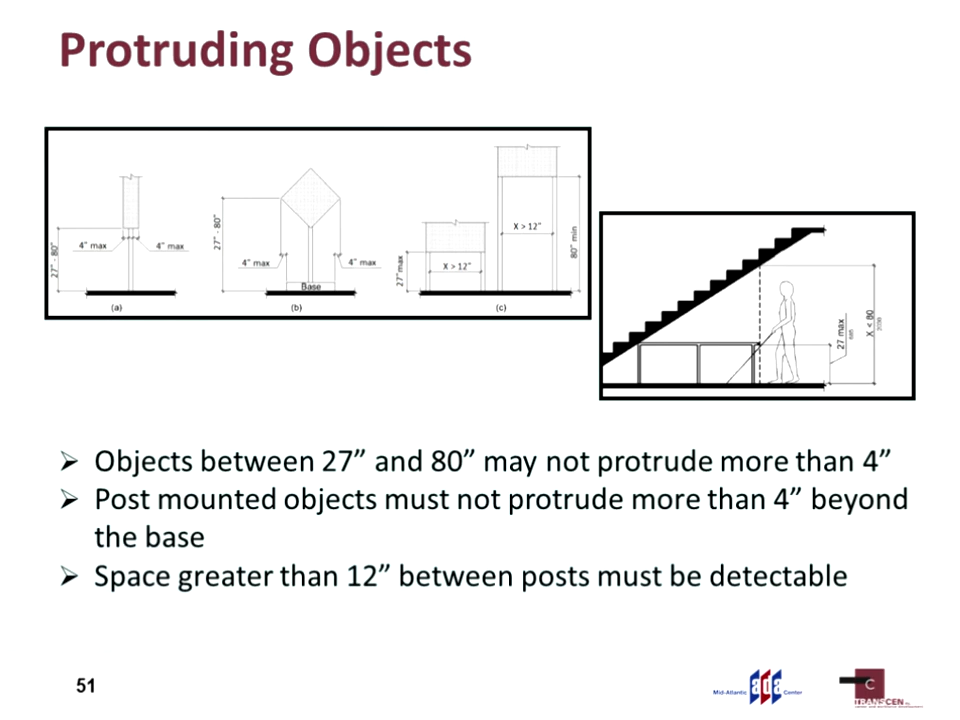 Protruding Objects
27" - 80"
4" max
4" max
(a)
27" - 80"
4" max
4" max
Base
(b)
27" max
X > 12"
X > 12"
80" min
(c)
27 max
X < 80
➢ Objects between 27” and 80” may not protrude more than 4”
➢ Post mounted objects must not protrude more than 4” beyond
the base
➢ Space greater than 12” between posts must be detectable
51
Mid-Atlantic ada Center
C
TRANSCEN